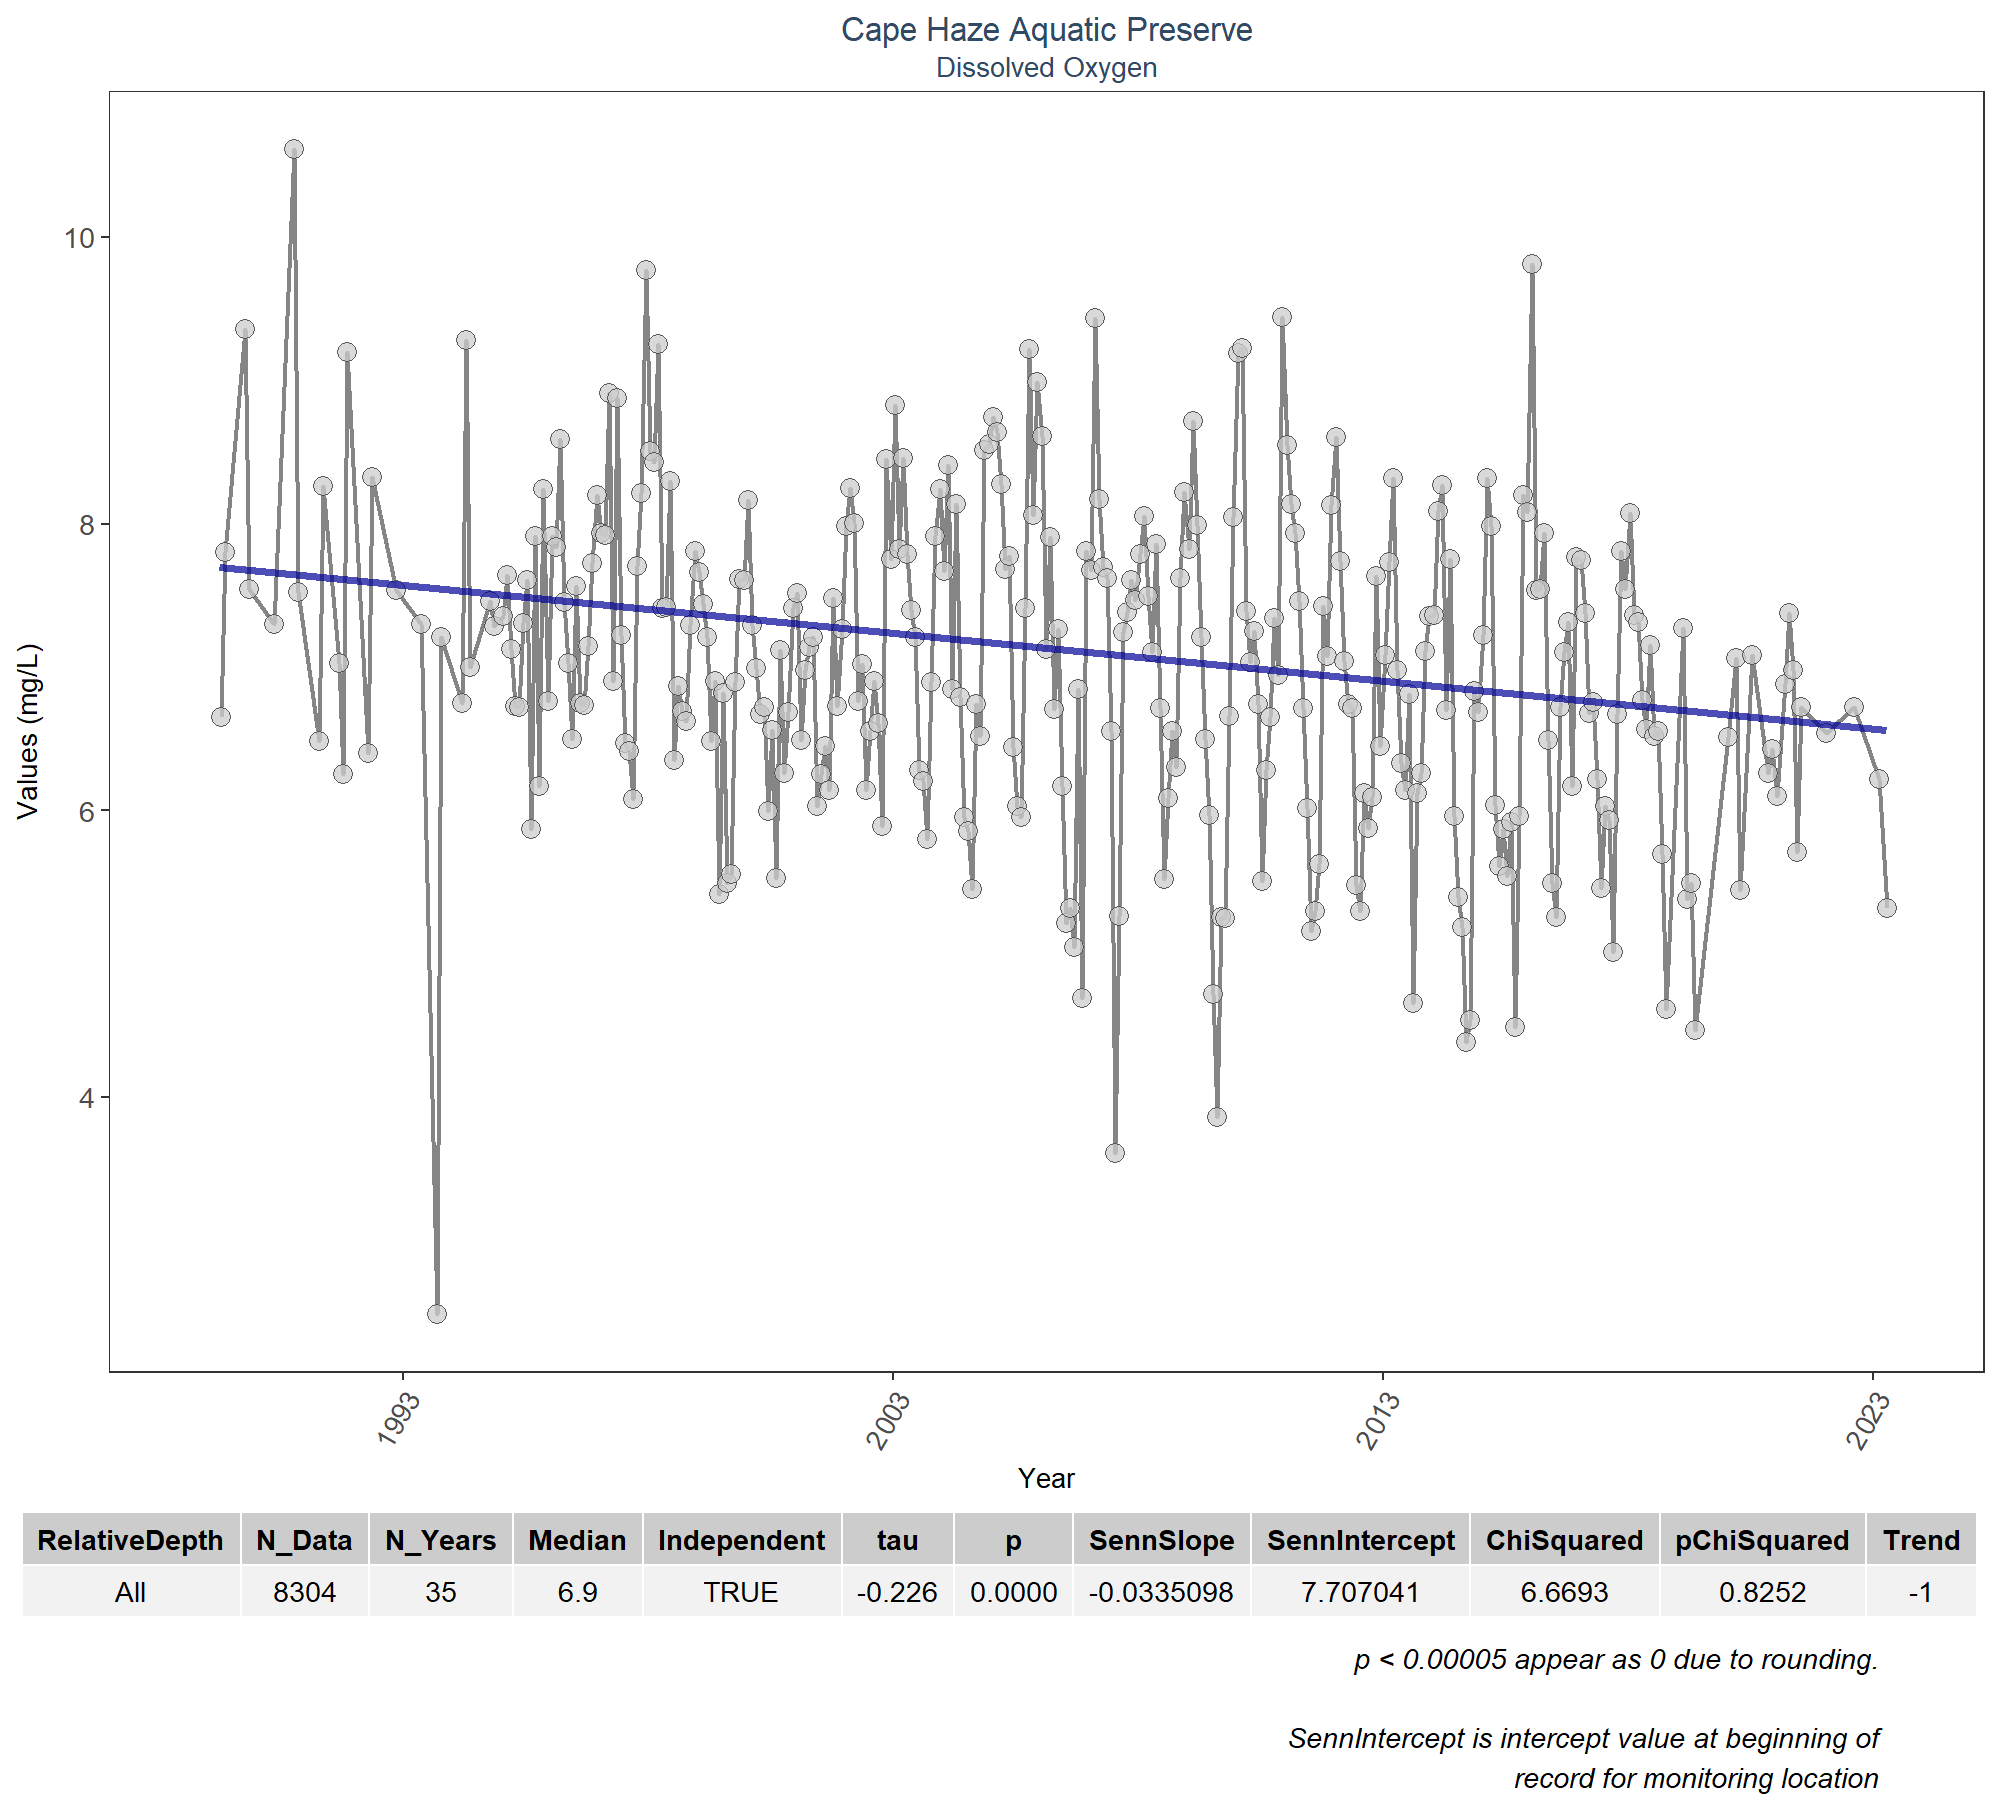 Cape Haze Aquatic Preserve
Dissolved Oxygen
Values (mg/L)
10
8
6
4
1993 2003 2013 2023
Year
RelativeDepth N_Data N_Years Median Independent tau p SennSlope SennIntercept ChiSquared pChiSquared Trend
All 8304 35 6.9 TRUE -0.226 0.0000 -0.0335098 7.707041 6.6693 0.8252 -1
p < 0.00005 appear as 0 due to rounding.
SennIntercept is intercept value at beginning of
record for monitoring location